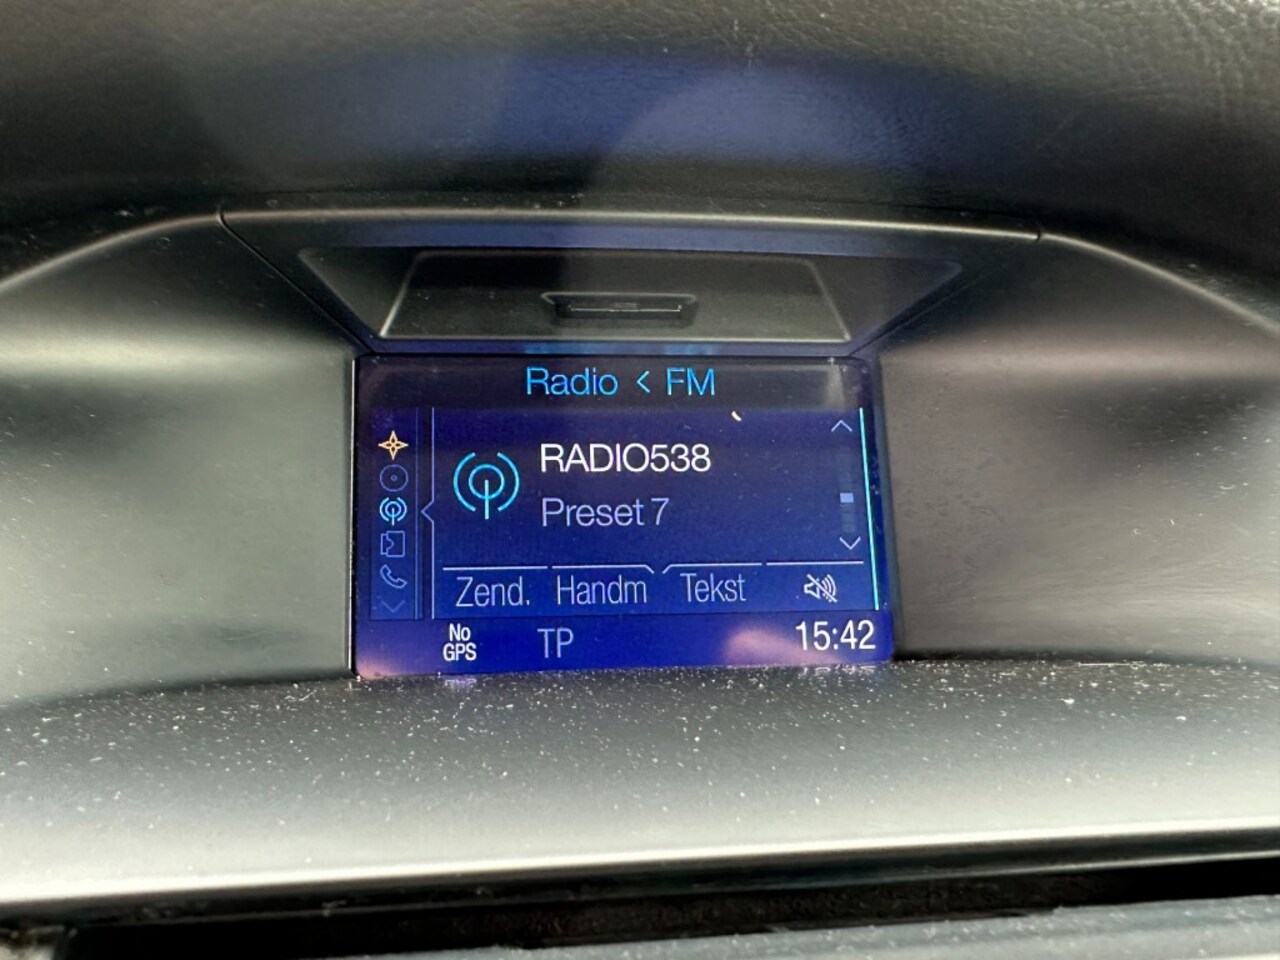 Radio < FM
RADIO538
Preset 7
Zend. Handm Tekst
No GPS TP 15:42